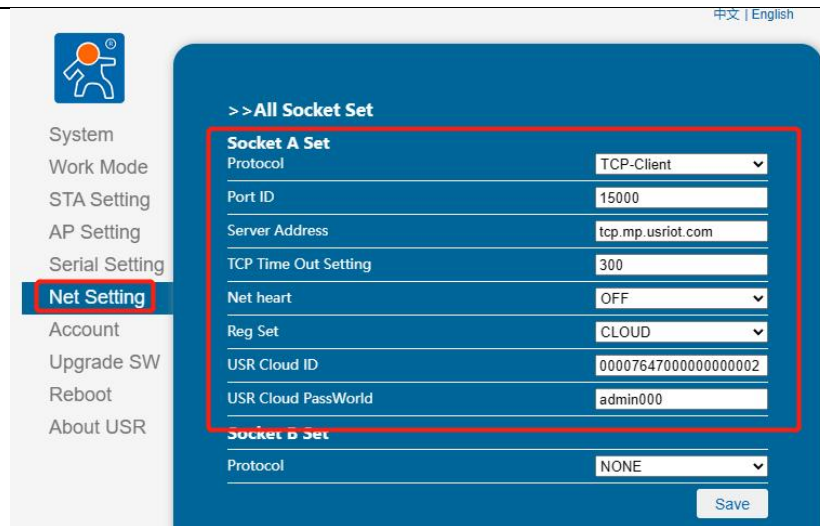 中文 | English
®
>>All Socket Set
System
Work Mode
STA Setting
AP Setting
Serial Setting
Net Setting
Account
Upgrade SW
Reboot
About USR
Socket A Set
Protocol TCP-Client
Port ID 15000
Server Address tcp.mp.usriot.com
TCP Time Out Setting 300
Net heart OFF
Reg Set CLOUD
USR Cloud ID 00007647000000000002
USR Cloud PassWorld admin000
Socket B Set
Protocol NONE
Save